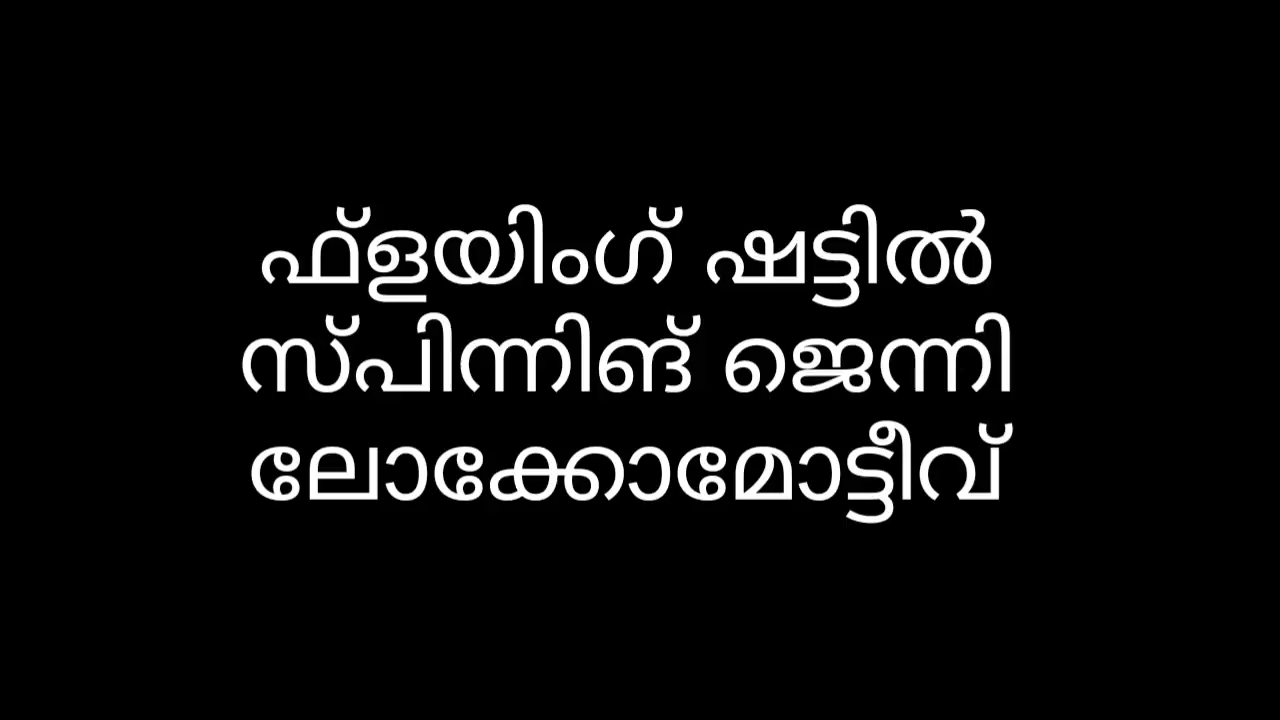 ഫ്ളയിംഗ് ഷട്ടിൽ
സ്പിന്നിങ് ജെന്നി
ലോക്കോമോട്ടീവ്